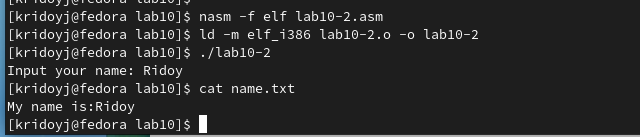 [kridoyj@fedora lab10]$ nasm -f elf lab10-2.asm
[kridoyj@fedora lab10]$ ld -m elf_i386 lab10-2.o -o lab10-2
[kridoyj@fedora lab10]$ ./lab10-2
Input your name: Ridoy
[kridoyj@fedora lab10]$ cat name.txt
My name is:Ridoy
[kridoyj@fedora lab10]$